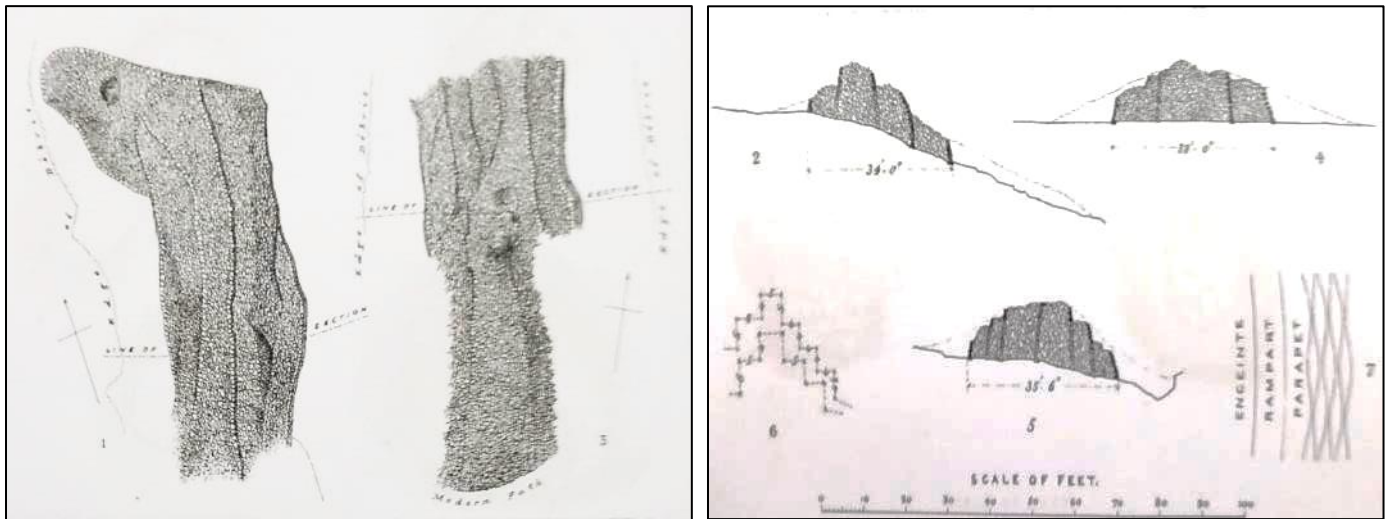 EDGE OF DEBRIS
LINE OF SECTION
1
EDGE OF DEBRIS
LINE OF SECTION
EDGE OF DEBRIS
3
Modern Path
2
34'.0"
4
6
35'.6"
5
ENCEINTE
RAMPART
PARAPET
7
SCALE OF FEET.
0 10 20 30 40 50 60 70 80 90 100